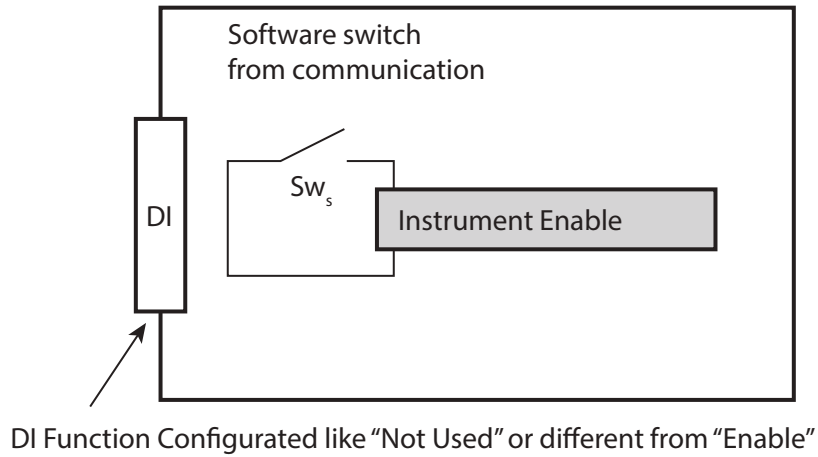 Software switch
from communication
Sws
DI
Instrument Enable
DI Function Configurated like “Not Used” or different from “Enable”